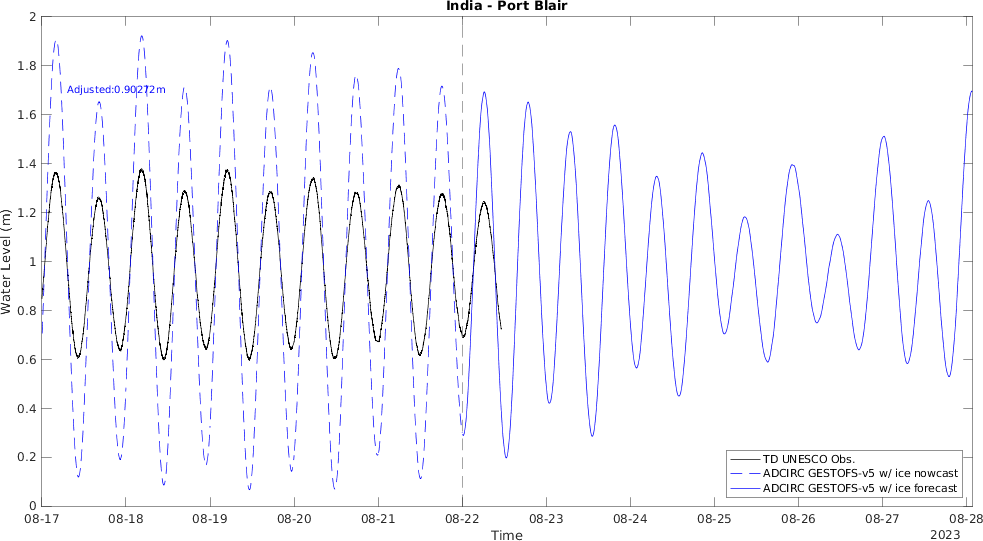 India - Port Blair
2
1.8
1.6
1.4
1.2
1
0.8
0.6
0.4
0.2
0
Water Level (m)
Adjusted:0.90272m
TD UNESCO Obs.
ADCIRC GESTOFS-v5 w/ ice nowcast
ADCIRC GESTOFS-v5 w/ ice forecast
08-17 08-18 08-19 08-20 08-21 08-22 08-23 08-24 08-25 08-26 08-27 08-28
Time
2023